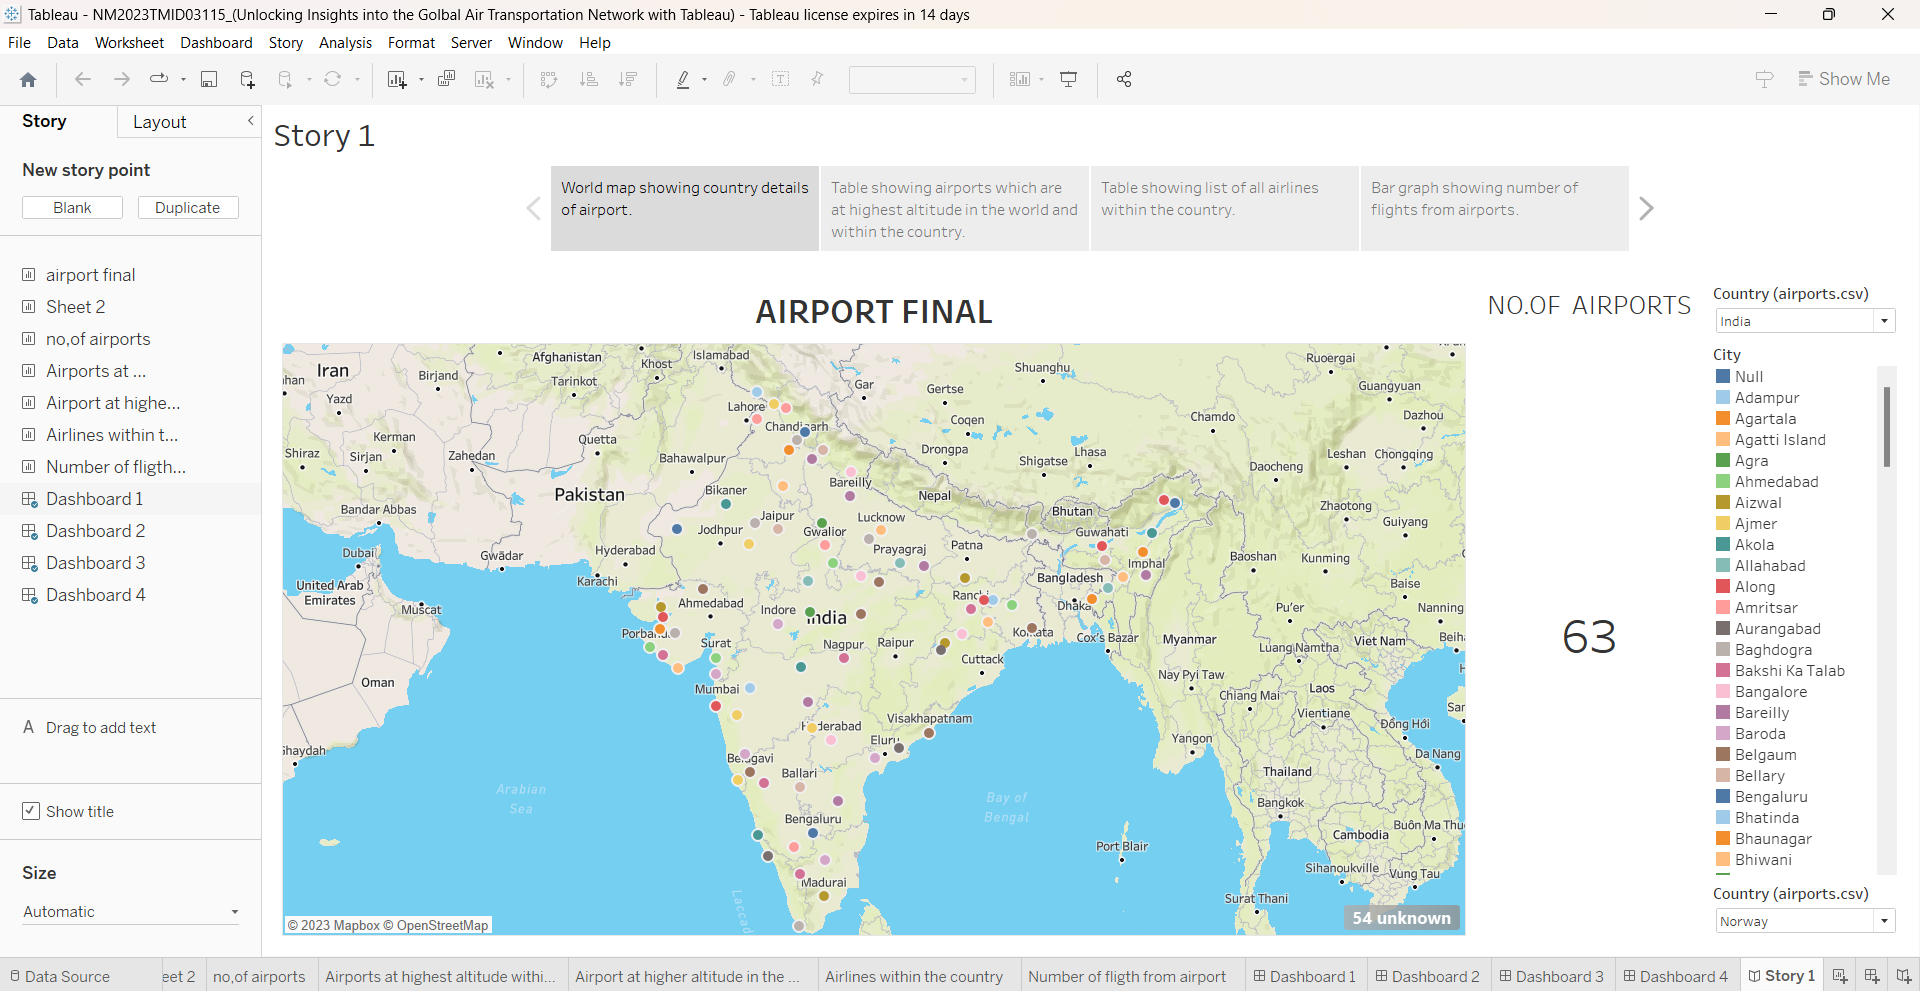 Tableau - NM2023TMID03115_(Unlocking Insights into the Golbal Air Transportation Network with Tableau) - Tableau license expires in 14 days
File Data Worksheet Dashboard Story Analysis Format Server Window Help
Show Me
Story Layout
New story point
Blank Duplicate
airport final
Sheet 2
no,of airports
Airports at ...
Airport at highe...
Airlines within t...
Number of fligth...
Dashboard 1
Dashboard 2
Dashboard 3
Dashboard 4
A Drag to add text
Show title
Size
Automatic
Story 1
World map showing country details
of airport.
Table showing airports which are
at highest altitude in the world and
within the country.
Table showing list of all airlines
within the country.
Bar graph showing number of
flights from airports.
AIRPORT FINAL
Afghanistan
Khost
Islamabad
Iran
Birjand
Tarinkot
Gar
Gertse
Shuanghu
Ruoergai
Guangyuan
Yazd
Lahore
Coqen
Chamdo
Dazhou
Kerman
Quetta
Chandigarh
Shiraz
Sirjan
Zahedan
Bahawalpur
Drongpa
Shigatse
Lhasa
Daocheng
Leshan
Chongqing
Pakistan
Bikaner
Bareilly
Nepal
Bandar Abbas
Jodhpur
Jaipur
Gwalior
Lucknow
Bhutan
Guwahati
Zhaotong
Guiyang
Dubai
Gwādar
Hyderabad
Karachi
Prayagraj
Patna
Imphal
Baoshan
Kunming
United Arab
Emirates
Bangladesh
Baise
Muscat
Ahmedabad
Indore
India
Ranchi
Dhaka
Pu'er
Nanning
Surat
Nagpur
Raipur
Cox's Bazar
Myanmar
Viet Nam
Luang Namtha
Cuttack
Oman
Mumbai
Nay Pyi Taw
Chiang Mai
Laos
Vientiane
Đồng Hới
Visakhapatnam
Eluru
Yangon
Da Nang
Ballari
Thailand
Arabian
Sea
Bay of
Bengal
Bangkok
Bengaluru
Cambodia
Buôn Ma Thu
Port Blair
Sihanoukville
Vung Tau
Madurai
Surat Thani
© 2023 Mapbox © OpenStreetMap
54 unknown
NO.OF AIRPORTS
63
Country (airports.csv)
India
City
Null
Adampur
Agartala
Agatti Island
Agra
Ahmedabad
Aizwal
Ajmer
Akola
Allahabad
Along
Amritsar
Aurangabad
Baghdogra
Bakshi Ka Talab
Bangalore
Bareilly
Baroda
Belgaum
Bellary
Bengaluru
Bhatinda
Bhaunagar
Bhiwani
Country (airports.csv)
Norway
Data Source eet 2 no,of airports Airports at highest altitude withi... Airport at higher altitude in the ... Airlines within the country Number of fligth from airport Dashboard 1 Dashboard 2 Dashboard 3 Dashboard 4 Story 1